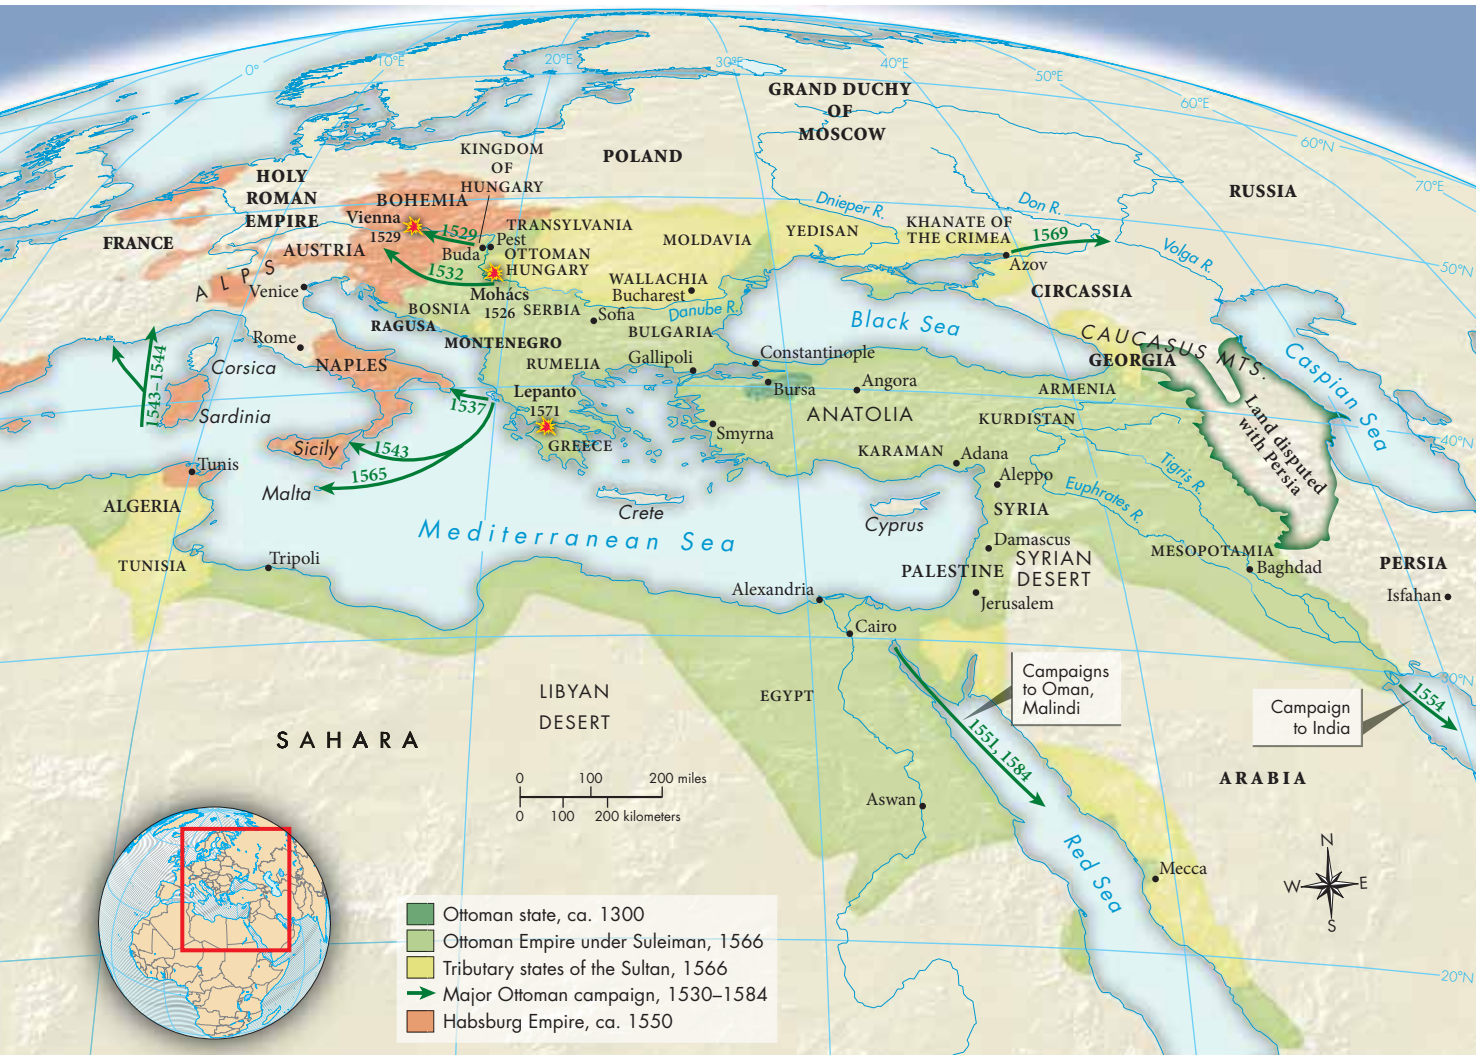 0°
10°E
20°E
30°E
40°E
50°E
60°E
60°N
70°E
50°N
40°N
30°N
20°N
GRAND DUCHY
OF
MOSCOW
KINGDOM
OF
HUNGARY
POLAND
HOLY
ROMAN
EMPIRE
RUSSIA
BOHEMIA
Vienna
1529
1529
TRANSYLVANIA
Dnieper R.
Don R.
KHANATE OF
THE CRIMEA
1569
FRANCE
AUSTRIA
Pest
Buda
OTTOMAN
HUNGARY
MOLDAVIA
YEDISAN
Volga R.
Azov
ALPS
1532
Venice
Mohács
1526
WALLACHIA
Bucharest
CIRCASSIA
BOSNIA
SERBIA
Sofia
Danube R.
RAGUSA
BULGARIA
Black Sea
CAUCASUS MTS.
GEORGIA
Caspian Sea
Rome
MONTENEGRO
NAPLES
Corsica
RUMELIA
Gallipoli
Constantinople
1543–1544
Lepanto
1571
Bursa
Angora
ARMENIA
1537
Sardinia
ANATOLIA
KURDISTAN
Land disputed
with Persia
Smyrna
GREECE
Sicily
1543
KARAMAN
Adana
Tunis
1565
Aleppo
Tigris R.
Euphrates R.
Malta
ALGERIA
Crete
Cyprus
SYRIA
Mediterranean Sea
Damascus
SYRIAN
DESERT
MESOPOTAMIA
Baghdad
PERSIA
TUNISIA
Tripoli
PALESTINE
Alexandria
Jerusalem
Isfahan
Cairo
LIBYAN
DESERT
EGYPT
Campaigns
to Oman,
Malindi
1554
Campaign
to India
1551, 1584
SAHARA
ARABIA
0 100 200 miles
0 100 200 kilometers
Aswan
Red Sea
Mecca
N
W
E
S
Ottoman state, ca. 1300
Ottoman Empire under Suleiman, 1566
Tributary states of the Sultan, 1566
Major Ottoman campaign, 1530–1584
Habsburg Empire, ca. 1550